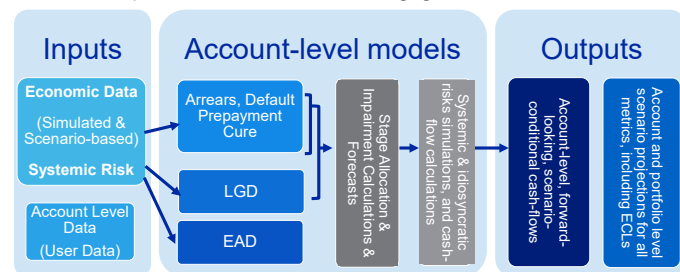 Inputs
Account-level models
Outputs
Economic Data
(Simulated &
Scenario-based)
Systemic Risk
Account Level
Data
(User Data)
Arrears, Default
Prepayment
Cure
LGD
EAD
Stage Allocation &
Impairment Calculations &
Forecasts
Systemic & idiosyncratic
risks simulations, and cash-
flow calculations
Account-level, forward-
looking, scenario-
conditional cash-flows
Account and portfolio level
scenario projections for all
metrics, including ECLs